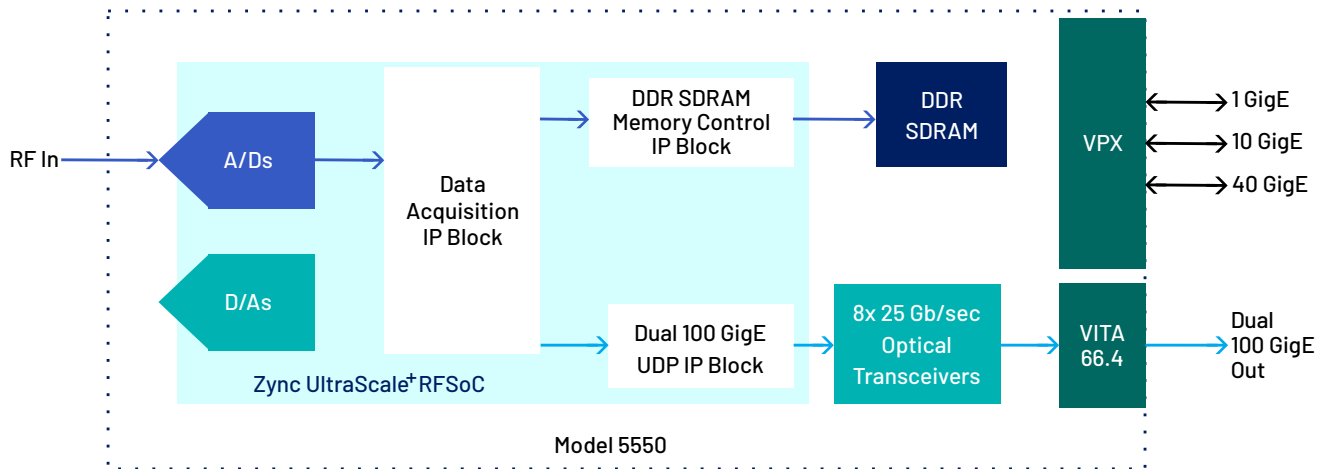 RF In
A/Ds
D/As
Data
Acquisition
IP Block
DDR SDRAM
Memory Control
IP Block
DDR
SDRAM
VPX
1 GigE
10 GigE
40 GigE
Dual 100 GigE
UDP IP Block
8x 25 Gb/sec
Optical
Transceivers
VITA
66.4
Dual
100 GigE
Out
Zync UltraScale+ RFSoC
Model 5550